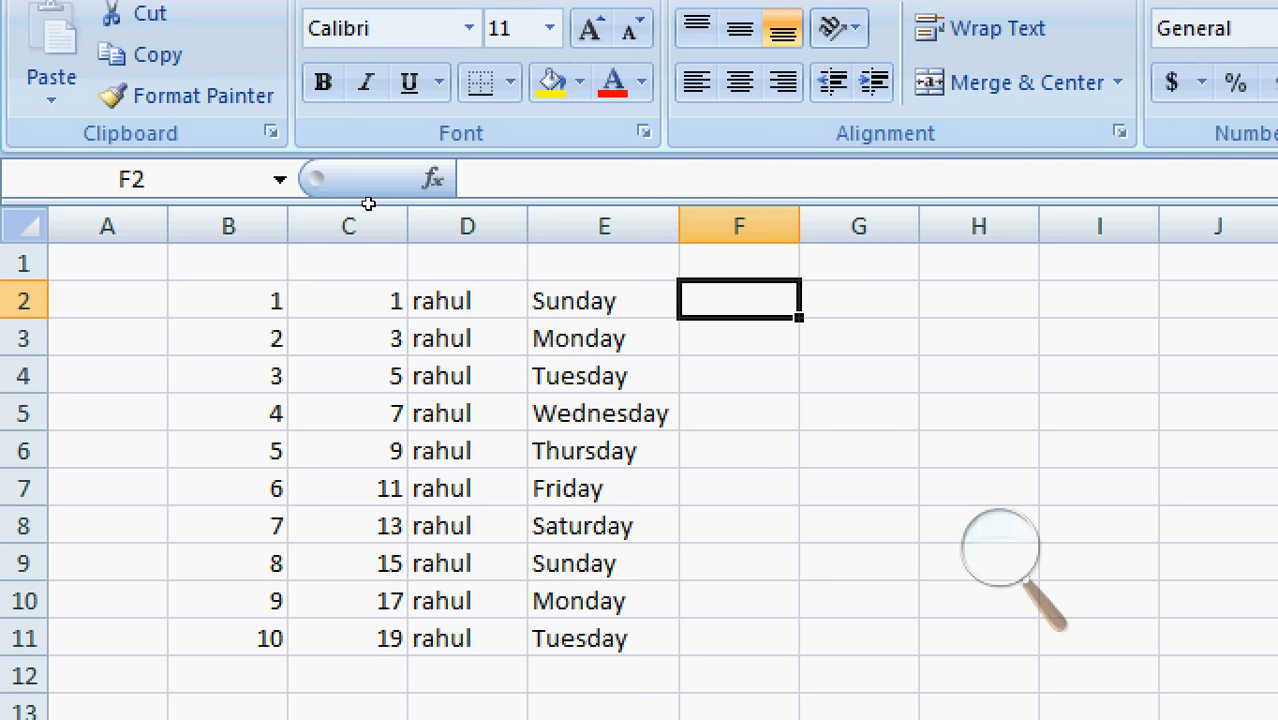 Cut
Calibri 11 A A Wrap Text General
Copy
Paste
Format Painter B I U A Merge & Center $ %
Clipboard Font Alignment Numbe
F2 fx
A B C D E F G H I J
1
2 1 1 rahul Sunday
3 2 3 rahul Monday
4 3 5 rahul Tuesday
5 4 7 rahul Wednesday
6 5 9 rahul Thursday
7 6 11 rahul Friday
8 7 13 rahul Saturday
9 8 15 rahul Sunday
10 9 17 rahul Monday
11 10 19 rahul Tuesday
12
13